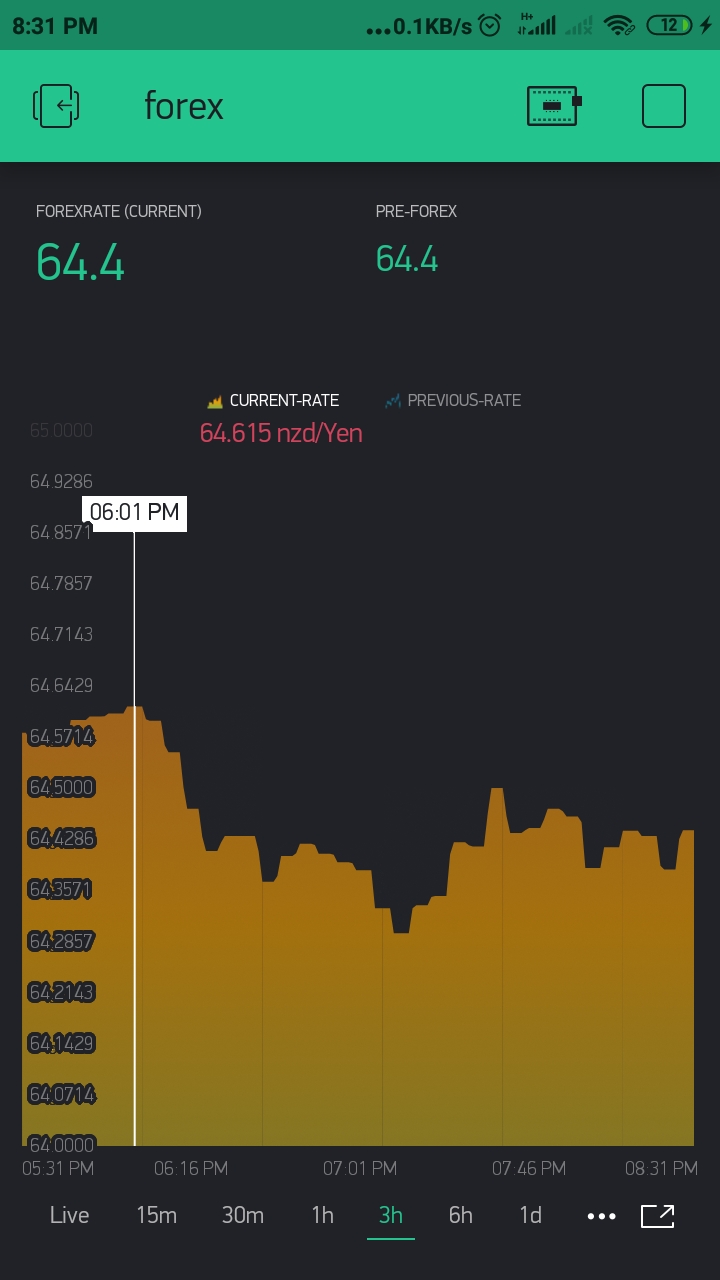 8:31 PM ...0.1KB/s H+ 12
forex
FOREXRATE (CURRENT) PRE-FOREX
64.4 64.4
CURRENT-RATE PREVIOUS-RATE
65.0000 64.615 nzd/Yen
64.9286
06:01 PM
64.8571
64.7857
64.7143
64.6429
64.5714
64.5000
64.4286
64.3571
64.2857
64.2143
64.1429
64.0714
64.0000
05:31 PM 06:16 PM 07:01 PM 07:46 PM 08:31 PM
Live 15m 30m 1h 3h 6h 1d